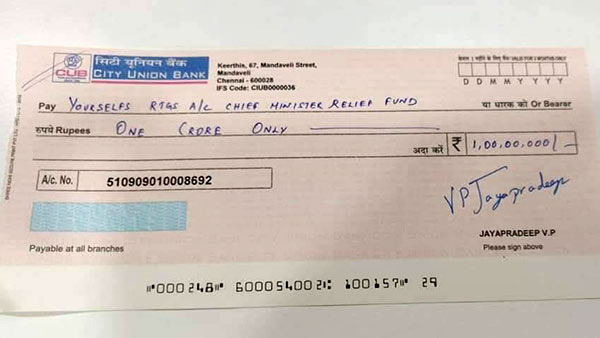 सिटी यूनियन बैंक
CUB CITY UNION BANK
Keerthis, 67, Mandaveli Street,
Mandaveli
Chennai - 600028
IFS Code: CIUB0000036
D D M M Y Y Y Y
Pay YOURSELFS RTGS A/C CHIEF MINISTER RELIEF FUND या धारक को Or Bearer
रुपये Rupees ONE CRORE ONLY
अदा करें ₹ 1,00,00,000/-
A/c. No. 510909010008692
VP Jayapradeep
Payable at all branches
JAYAPRADEEP V.P
Please sign above
⑈000248⑈ 600054002⑆ 100157⑈ 29